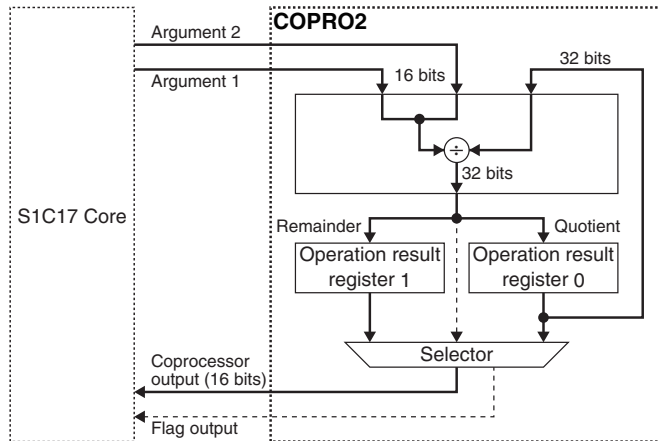 COPRO2
Argument 2
32 bits
16 bits
Argument 1
÷
32 bits
S1C17 Core
Remainder
Quotient
Operation result
register 1
Operation result
register 0
Selector
Coprocessor
output (16 bits)
Flag output